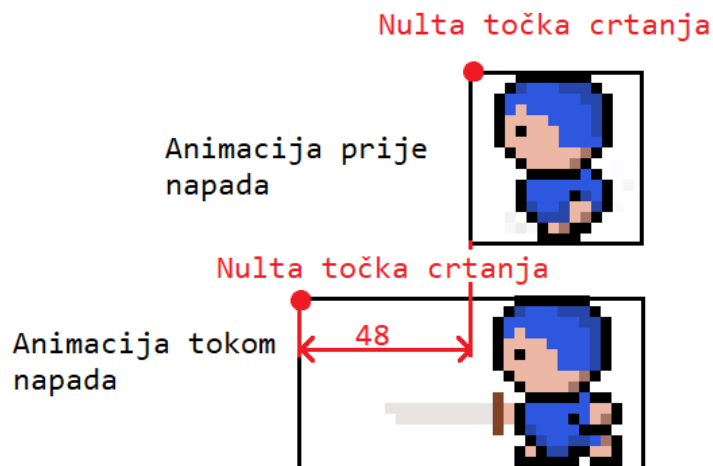 Nulta točka crtanja
Animacija prije
napada
Nulta točka crtanja
48
Animacija tokom
napada